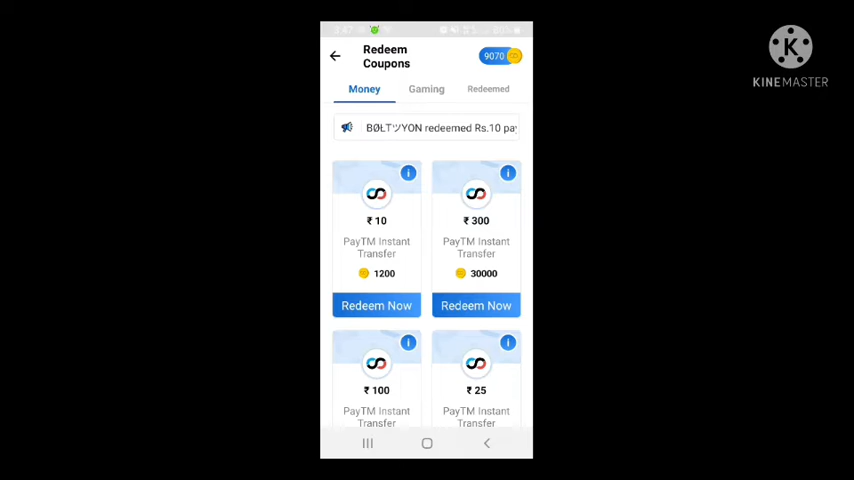 Redeem
Coupons
9070
Money Gaming Redeemed
BØLTツYON redeemed Rs.10 pay
₹ 10
PayTM Instant
Transfer
1200
Redeem Now
₹ 300
PayTM Instant
Transfer
30000
Redeem Now
₹ 100
PayTM Instant
Transfer
₹ 25
PayTM Instant
Transfer
K
KINEMASTER